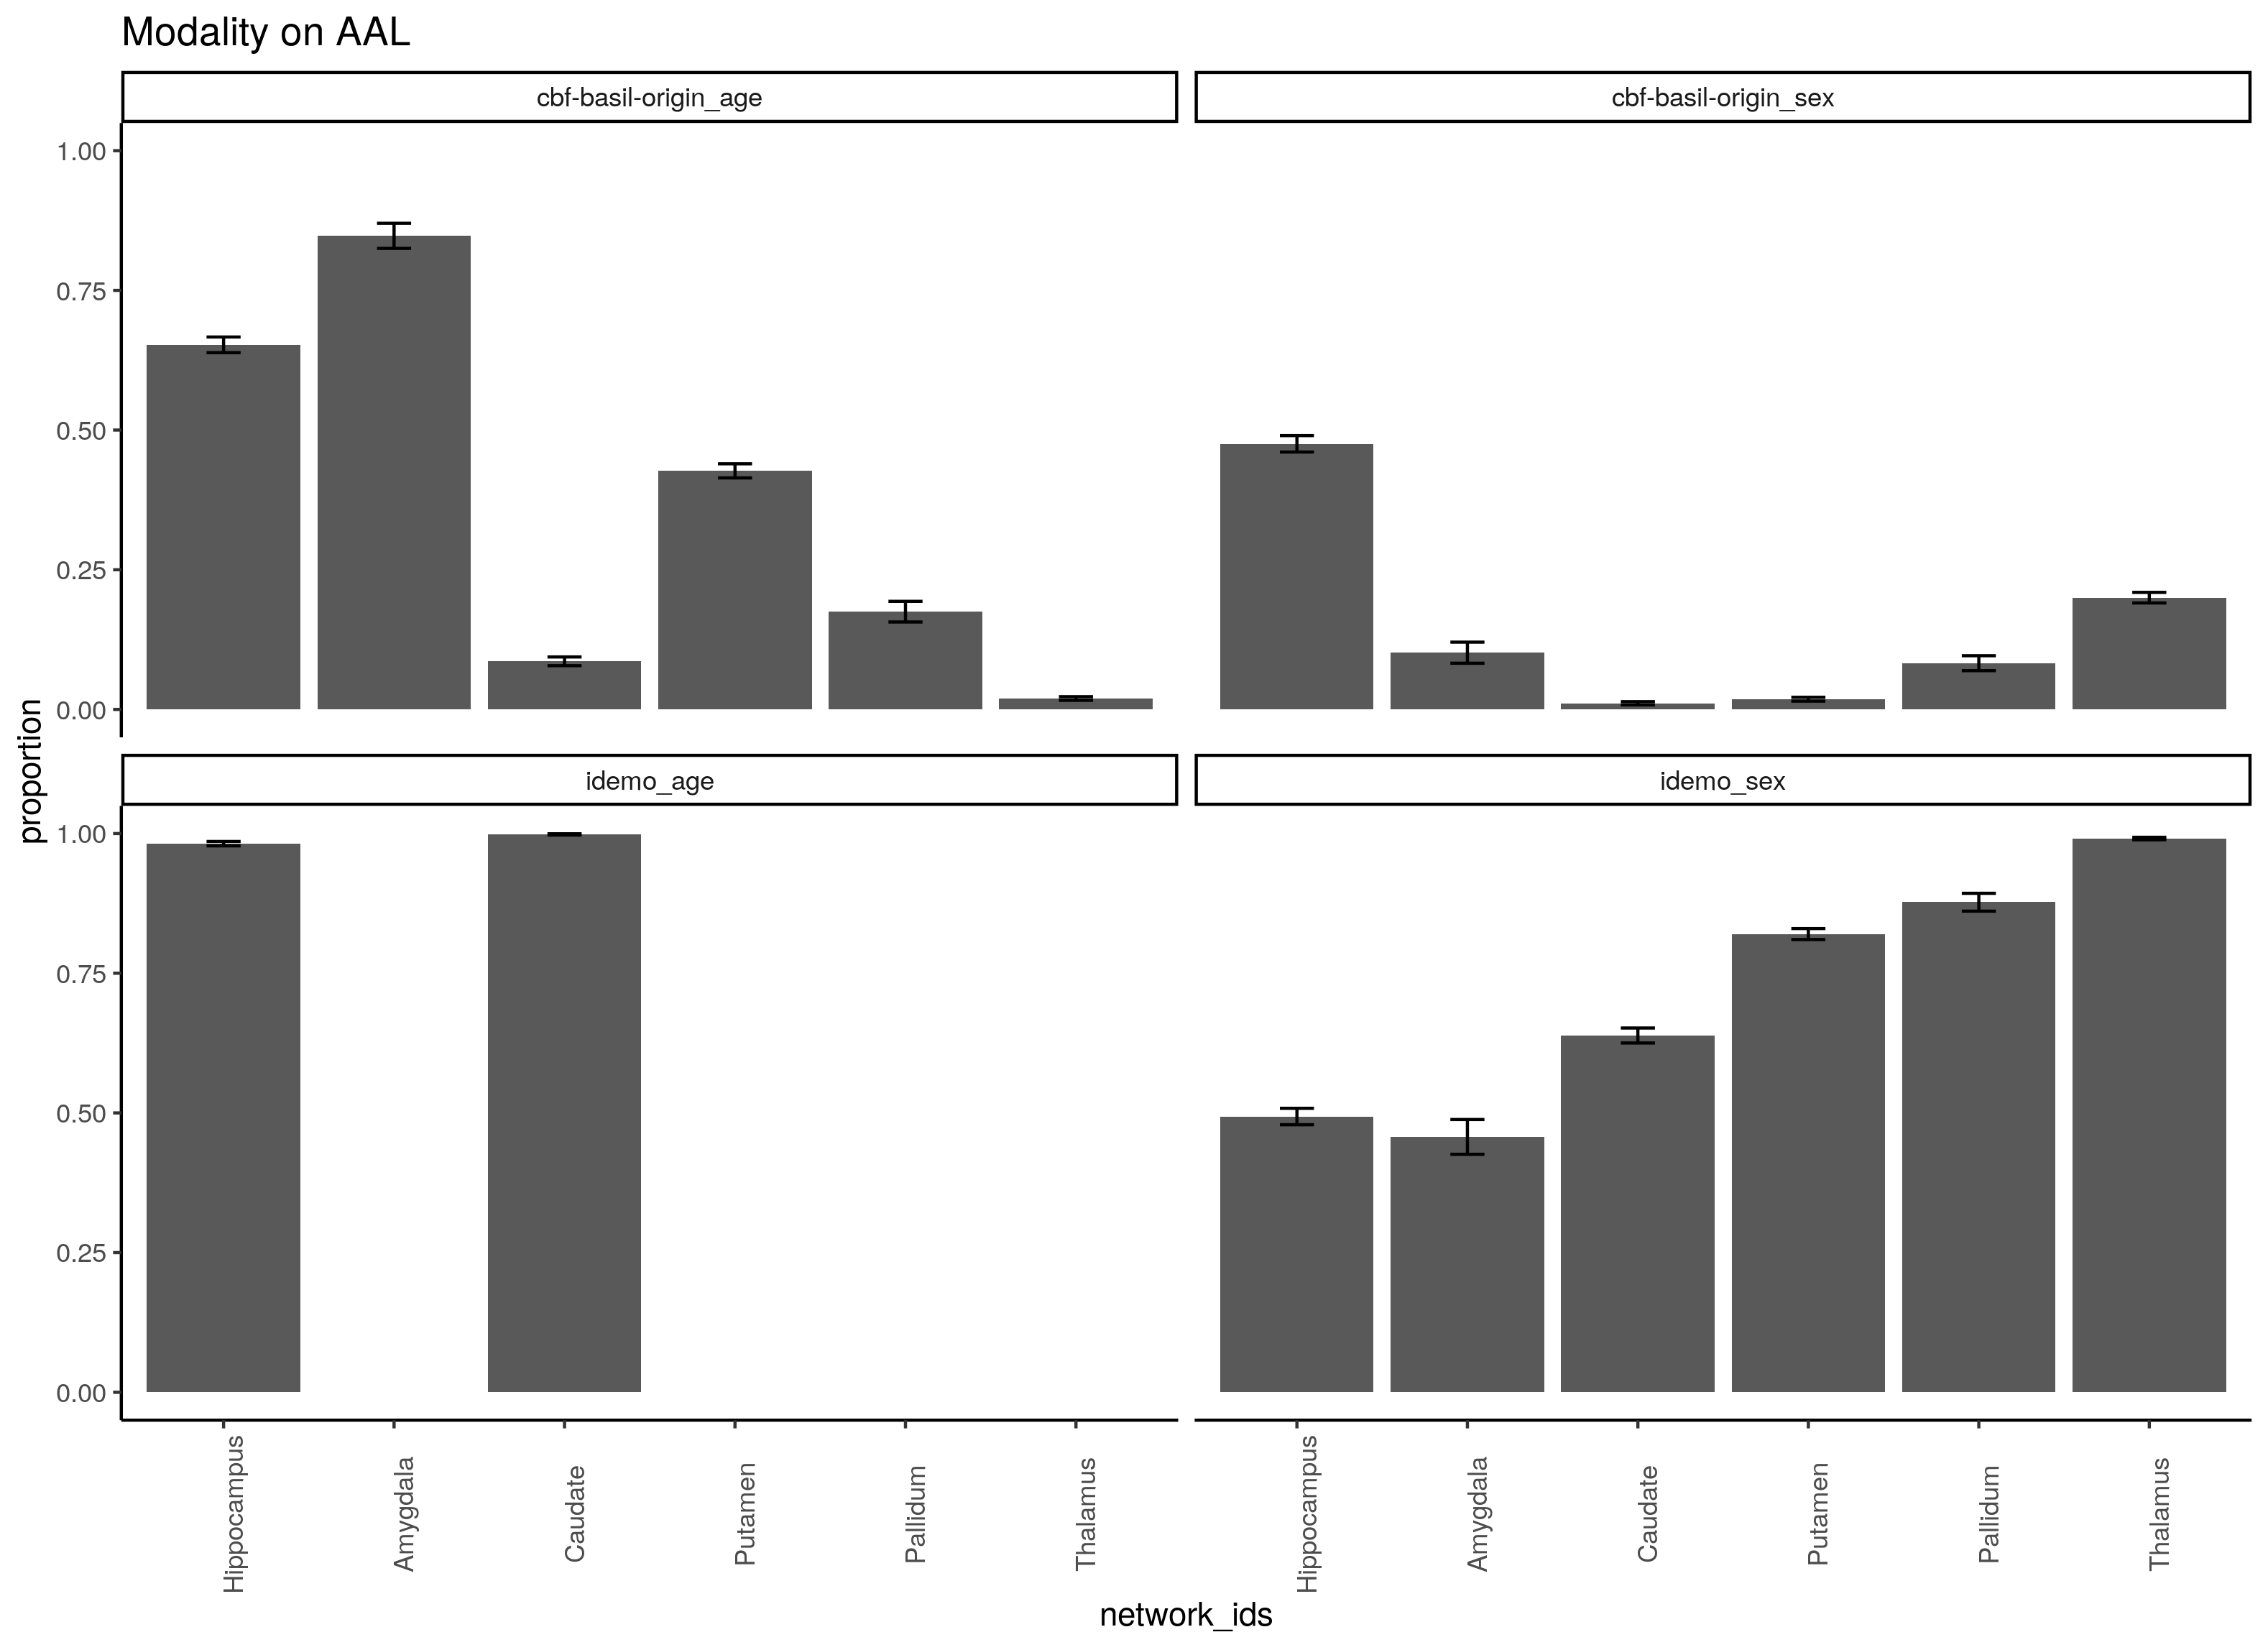 Modality on AAL
cbf-basil-origin_age
cbf-basil-origin_sex
1.00
0.75
0.50
0.25
0.00
proportion
idemo_age
idemo_sex
1.00
0.75
0.50
0.25
0.00
Hippocampus
Amygdala
Caudate
Putamen
Pallidum
Thalamus
Hippocampus
Amygdala
Caudate
Putamen
Pallidum
Thalamus
network_ids